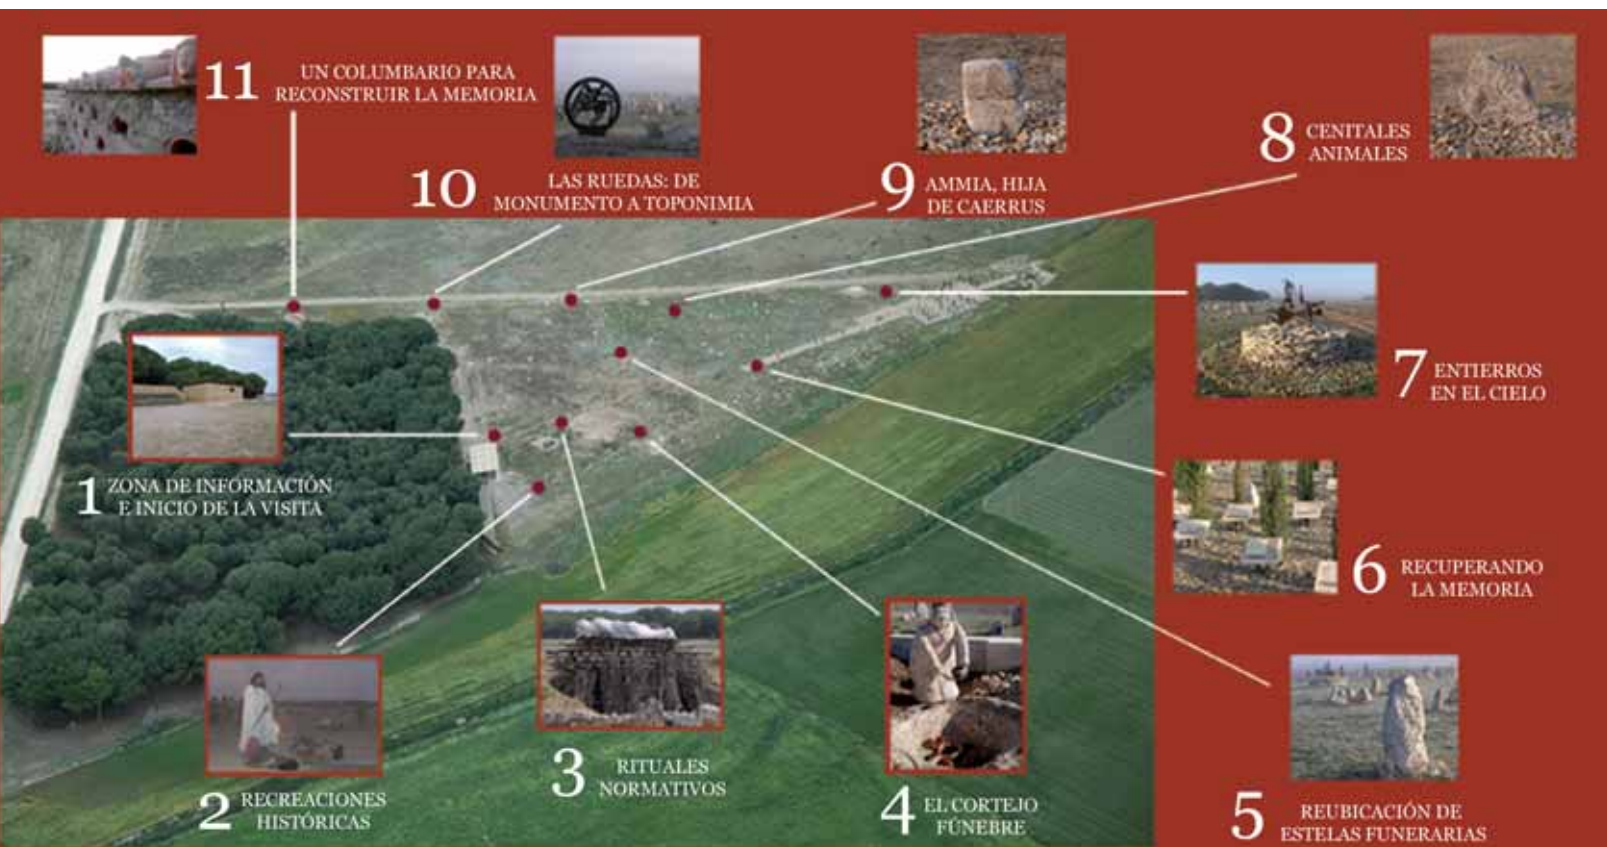 11
UN COLUMBARIO PARA
RECONSTRUIR LA MEMORIA
10
LAS RUEDAS: DE
MONUMENTO A TOPONIMIA
9
AMMIA, HIJA
DE CAERRUS
8
CENITALES
ANIMALES
7
ENTIERROS
EN EL CIELO
1
ZONA DE INFORMACIÓN
E INICIO DE LA VISITA
6
RECUPERANDO
LA MEMORIA
2
RECREACIONES
HISTÓRICAS
3
RITUALES
NORMATIVOS
4
EL CORTEJO
FÚNEBRE
5
REUBICACIÓN DE
ESTELAS FUNERARIAS